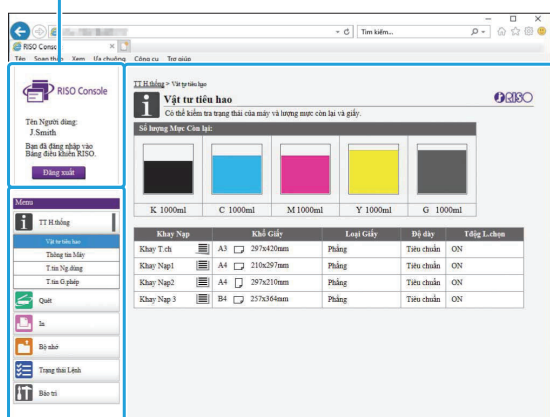 Tìm kiếm...
RISO Conso
Tệp Soạn thảo Xem Ưa chuộng Công cụ Trợ giúp
RISO Console
Tên Người dùng:
J.Smith
Bạn đã đăng nhập vào
Bảng điều khiển RISO.
Đăng xuất
Menu
TT H.thống
Vật tư tiêu hao
Thông tin Máy
T.tin Ng.dùng
T.tin G.phép
Quét
In
Bộ nhớ
Trạng thái Lệnh
Bảo trì
TT.H.thống > Vật tư tiêu hao
Vật tư tiêu hao
RISO
Có thể kiểm tra trạng thái của máy và lượng mực còn lại và giấy.
Số lượng Mực Còn lại:
K 1000ml C 1000ml M 1000ml Y 1000ml G 1000ml
Khay Nạp Khổ Giấy Loại Giấy Độ dày Tđộg L.chọn
Khay T.ch A3 297x420mm Phẳng Tiêu chuẩn ON
Khay Nạp1 A4 210x297mm Phẳng Tiêu chuẩn ON
Khay Nạp2 A4 297x210mm Phẳng Tiêu chuẩn ON
Khay Nạp 3 B4 257x364mm Phẳng Tiêu chuẩn ON